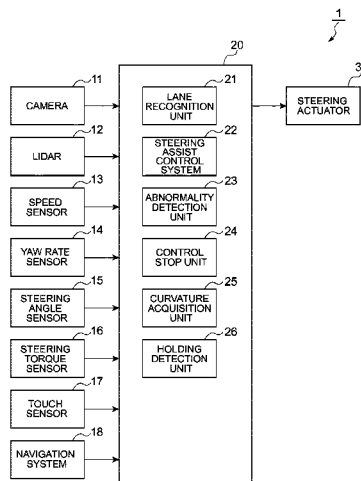 1
20
11
CAMERA
12
LIDAR
13
SPEED
SENSOR
14
YAW RATE
SENSOR
15
STEERING
ANGLE
SENSOR
16
STEERING
TORQUE
SENSOR
17
TOUCH
SENSOR
18
NAVIGATION
SYSTEM
21
LANE
RECOGNITION
UNIT
22
STEERING
ASSIST
CONTROL
SYSTEM
23
ABNORMALITY
DETECTION
UNIT
24
CONTROL
STOP UNIT
25
CURVATURE
ACQUISITION
UNIT
26
HOLDING
DETECTION
UNIT
3
STEERING
ACTUATOR